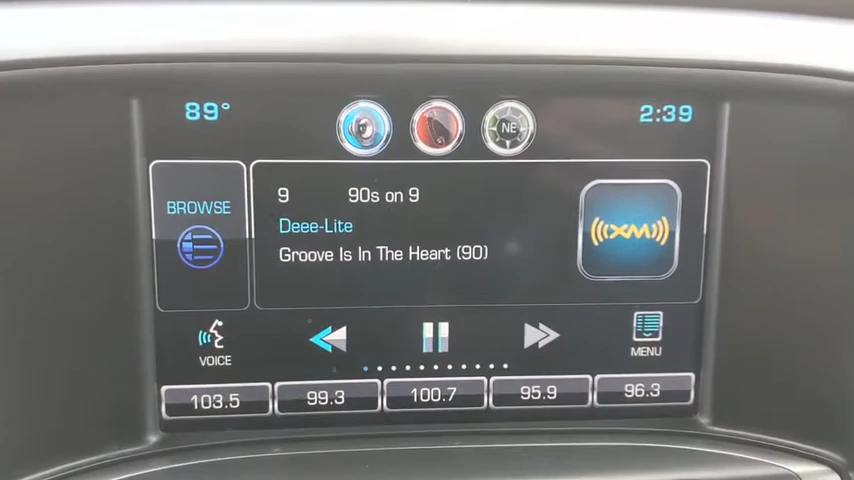 89°
NE
2:39
BROWSE
9 90s on 9
Deee-Lite
Groove Is In The Heart (90)
XM
VOICE
MENU
103.5 99.3 100.7 95.9 96.3